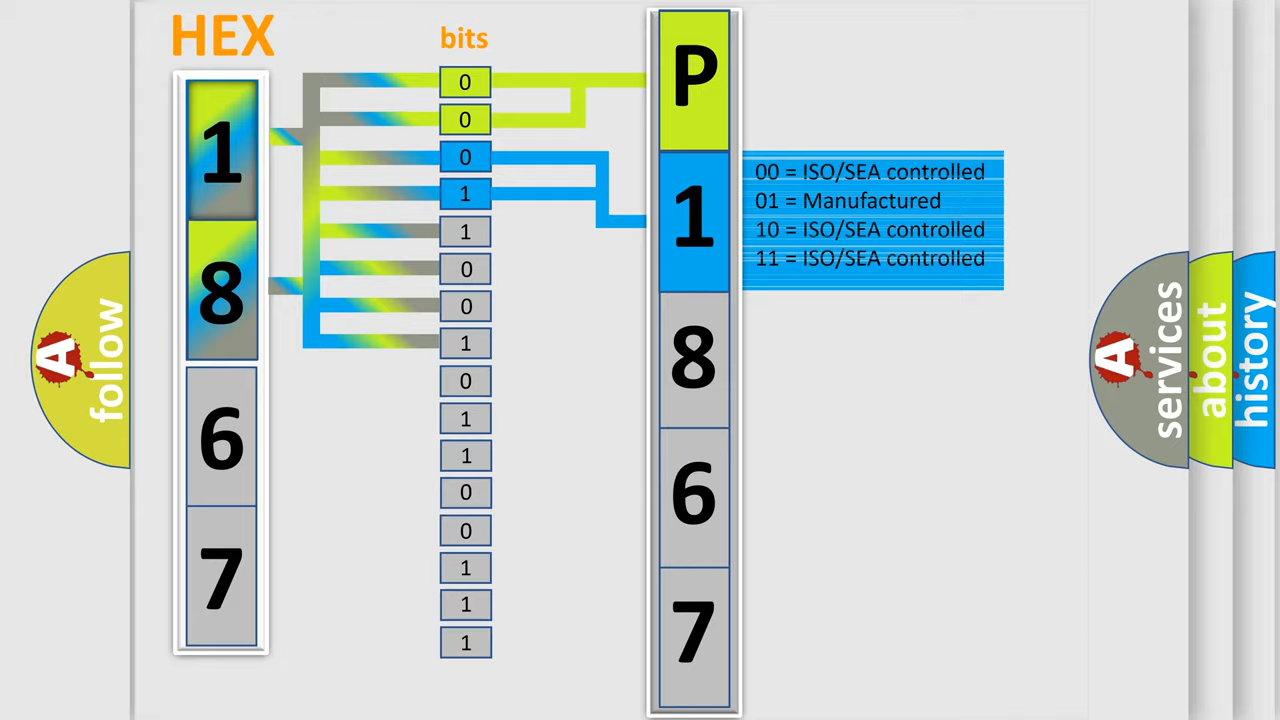 HEX
bits
1
8
6
7
0
0
0
1
1
0
0
1
0
1
1
0
0
1
1
1
P
1
8
6
7
00 = ISO/SEA controlled
01 = Manufactured
10 = ISO/SEA controlled
11 = ISO/SEA controlled
A
follow
A
services
about
history